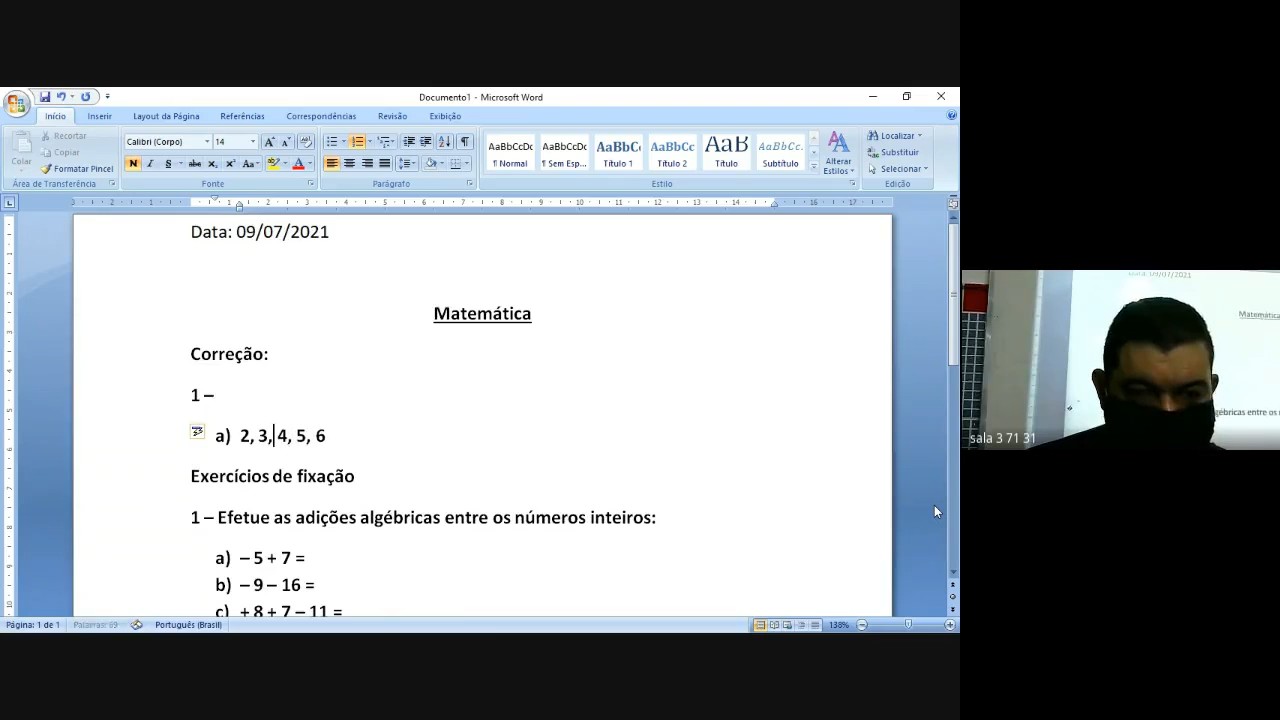 Documento1 - Microsoft Word
Início Inserir Layout da Página Referências Correspondências Revisão Exibição
Recortar
Copiar
Colar
Formatar Pincel
Área de Transferência
Calibri (Corpo) 14
Fonte
Parágrafo
AaBbCcDc AaBbCcDc AaBbC AaBbCc AaB AaBbCc.
¶ Normal ¶ Sem Esp... Título 1 Título 2 Título Subtítulo
Alterar Estilos
Estilo
Localizar
Substituir
Selecionar
Edição
Data: 09/07/2021
Matemática
Correção:
1 –
a) 2, 3, 4, 5, 6
Exercícios de fixação
1 – Efetue as adições algébricas entre os números inteiros:
a) – 5 + 7 =
b) – 9 – 16 =
c) + 8 + 7 – 11 =
Página: 1 de 1 Palavras: 69 Português (Brasil) 138%
Matemática
sala 3 71 31